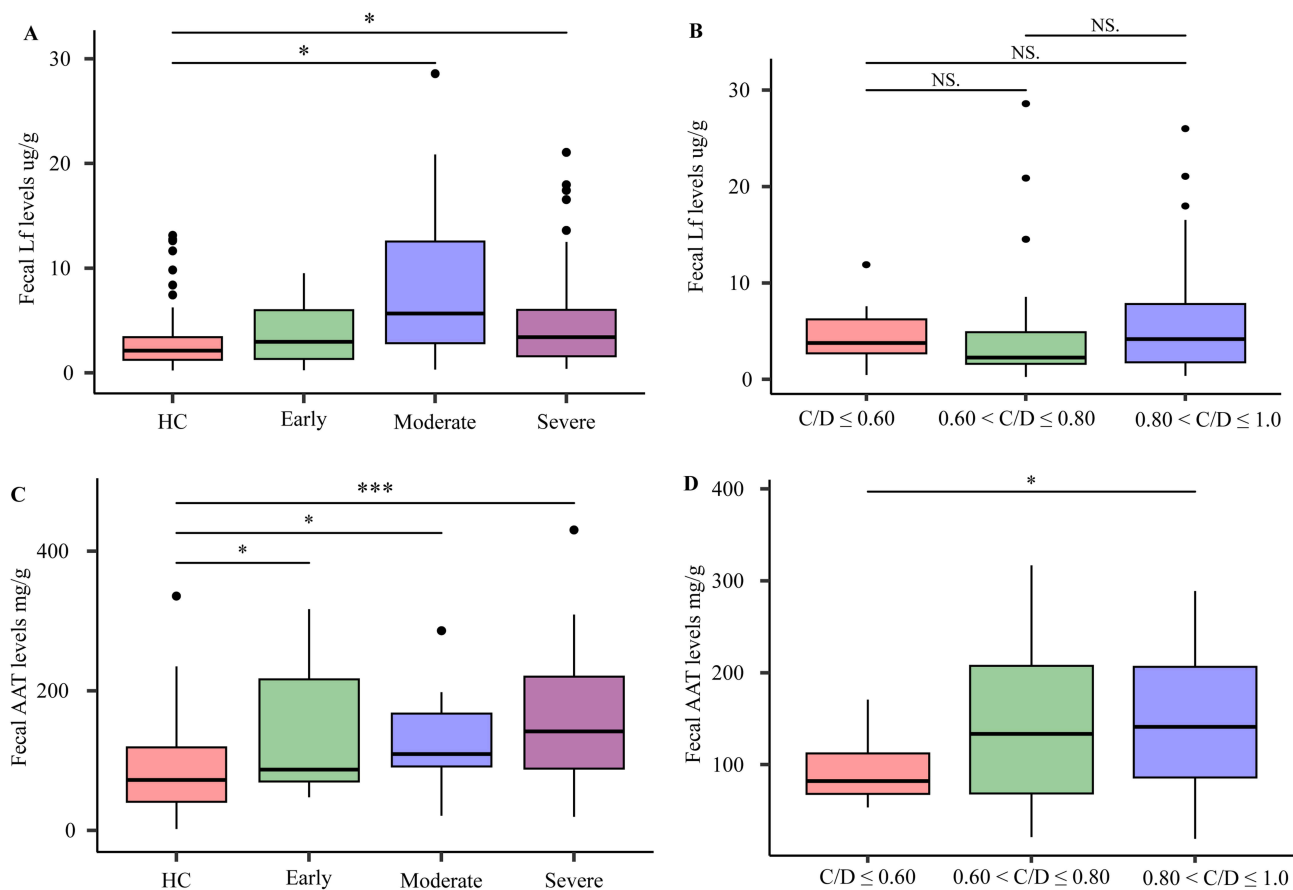 A
*
*
Fecal Lf levels ug/g
30
20
10
0
HC
Early
Moderate
Severe
B
NS.
NS.
NS.
Fecal Lf levels ug/g
30
20
10
0
C/D ≤ 0.60
0.60 < C/D ≤ 0.80
0.80 < C/D ≤ 1.0
C
***
*
*
Fecal AAT levels mg/g
400
200
0
HC
Early
Moderate
Severe
D
*
Fecal AAT levels mg/g
400
300
200
100
C/D ≤ 0.60
0.60 < C/D ≤ 0.80
0.80 < C/D ≤ 1.0